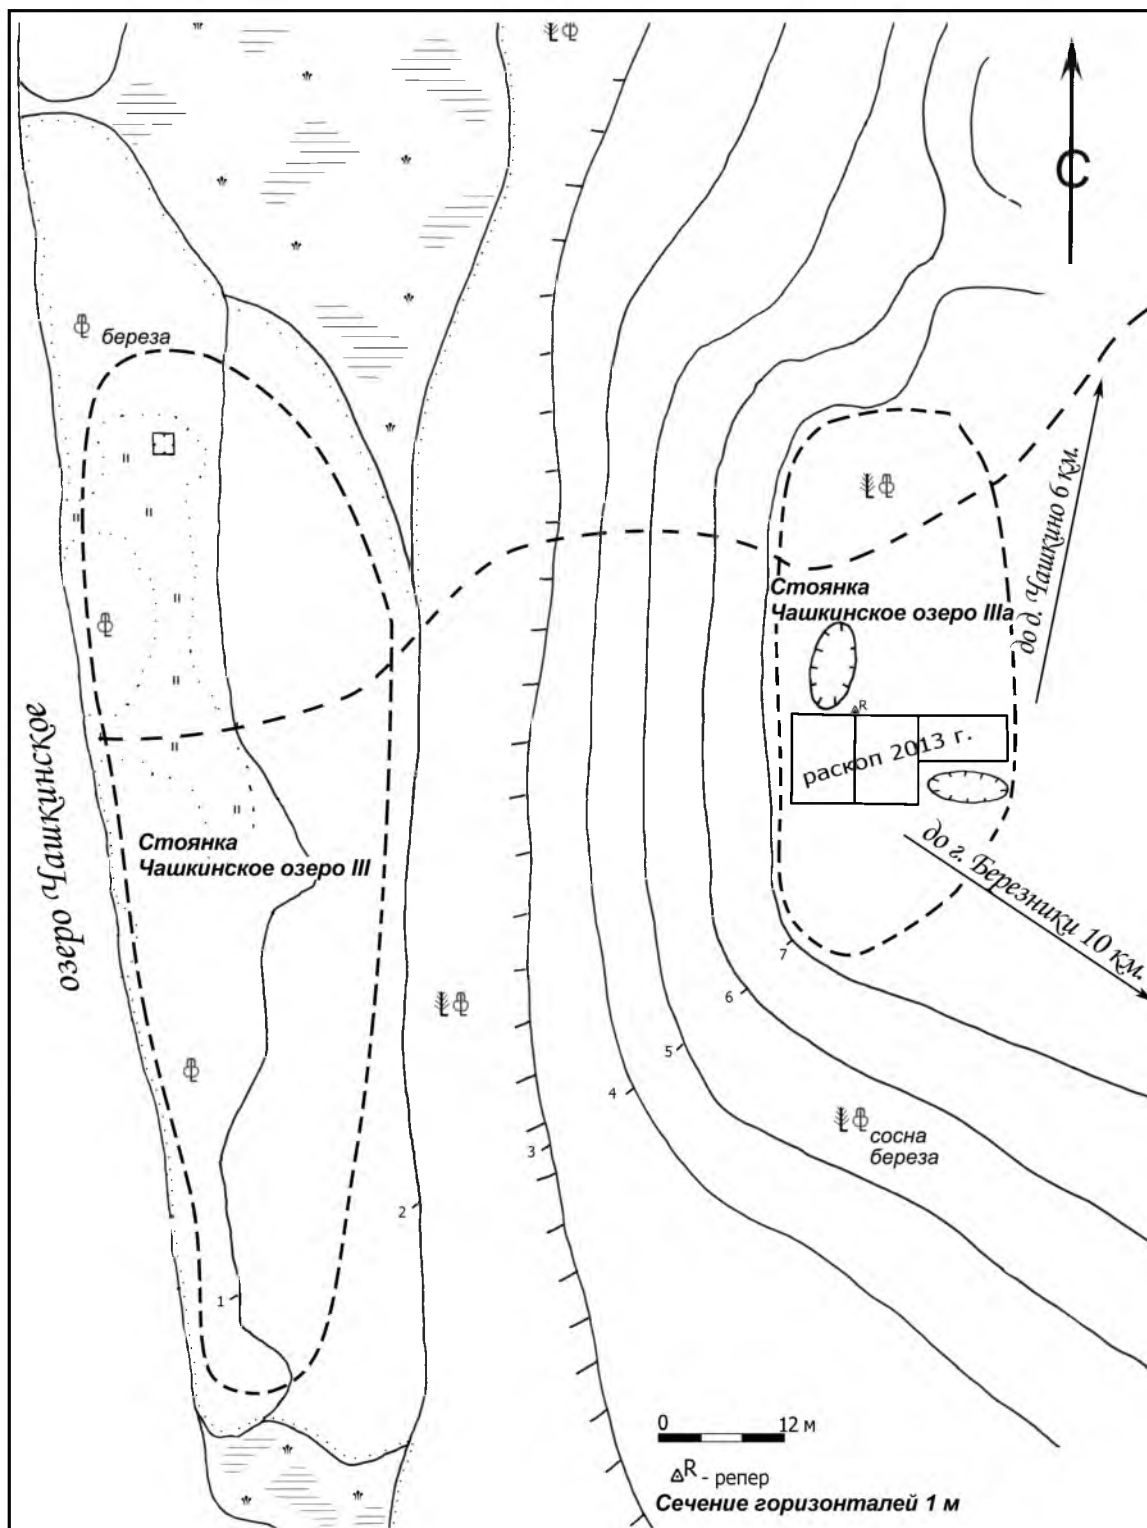 С
береза
до д. Чашкино 6 км.
Стоянка
Чашкинское озеро IIIа
R
раскоп 2013 г.
озеро Чашкинское
Стоянка
Чашкинское озеро III
до г. Березники 10 км.
7
6
5
4
3
2
1
сосна
береза
0 12 м
R - репер
Сечение горизонталей 1 м